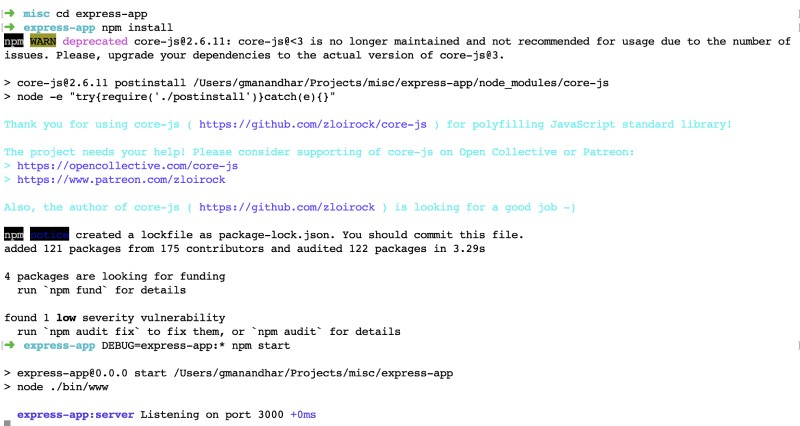 ➜ misc cd express-app
➜ express-app npm install
npm WARN deprecated core-js@2.6.11: core-js@<3 is no longer maintained and not recommended for usage due to the number of
issues. Please, upgrade your dependencies to the actual version of core-js@3.
> core-js@2.6.11 postinstall /Users/gmanandhar/Projects/misc/express-app/node_modules/core-js
> node -e "try{require('./postinstall')}catch(e){}"
Thank you for using core-js ( https://github.com/zloirock/core-js ) for polyfilling JavaScript standard library!
The project needs your help! Please consider supporting of core-js on Open Collective or Patreon:
> https://opencollective.com/core-js
> https://www.patreon.com/zloirock
Also, the author of core-js ( https://github.com/zloirock ) is looking for a good job -)
npm notice created a lockfile as package-lock.json. You should commit this file.
added 121 packages from 175 contributors and audited 122 packages in 3.29s
4 packages are looking for funding
run `npm fund` for details
found 1 low severity vulnerability
run `npm audit fix` to fix them, or `npm audit` for details
➜ express-app DEBUG=express-app:* npm start
> express-app@0.0.0 start /Users/gmanandhar/Projects/misc/express-app
> node ./bin/www
express-app:server Listening on port 3000 +0ms